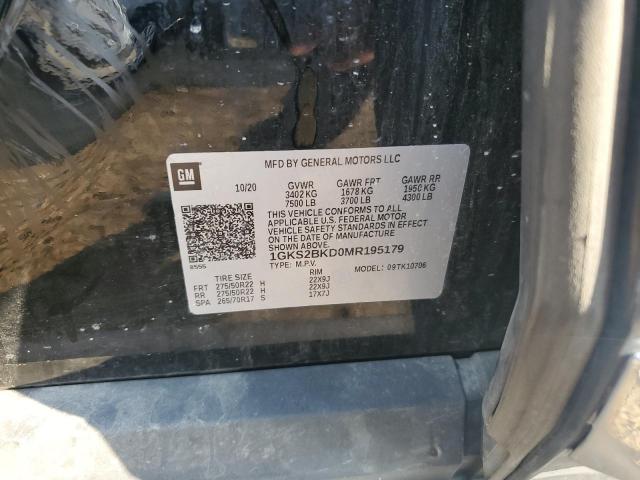 MFD BY GENERAL MOTORS LLC
GM
10/20 GVWR GAWR FRT GAWR RR
3402 KG 1678 KG 1950 KG
7500 LB 3700 LB 4300 LB
THIS VEHICLE CONFORMS TO ALL
APPLICABLE U.S. FEDERAL MOTOR
VEHICLE SAFETY STANDARDS IN EFFECT
ON THE DATE OF MANUFACTURE
SHOWN ABOVE.
1GKS2BKD0MR195179
TYPE: M.P.V. MODEL: 09TK10706
TIRE SIZE RIM
FRT 275/50R22 H 22X9J
RR 275/50R22 H 22X9J
SPA 265/70R17 S 17X7J